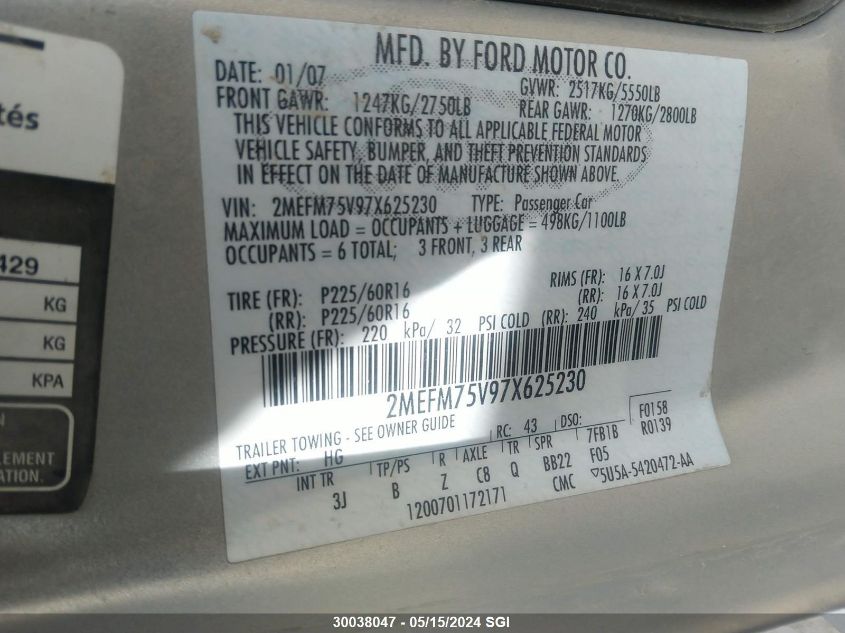 MFD. BY FORD MOTOR CO.
DATE: 01/07 GVWR: 2517KG/5550LB
FRONT GAWR: 1247KG/2750LB REAR GAWR: 1270KG/2800LB
THIS VEHICLE CONFORMS TO ALL APPLICABLE FEDERAL MOTOR
VEHICLE SAFETY, BUMPER, AND THEFT PREVENTION STANDARDS
IN EFFECT ON THE DATE OF MANUFACTURE SHOWN ABOVE.
VIN: 2MEFM75V97X625230 TYPE: Passenger Car
MAXIMUM LOAD = OCCUPANTS + LUGGAGE = 498KG/1100LB
OCCUPANTS = 6 TOTAL; 3 FRONT, 3 REAR
TIRE (FR): P225/60R16 RIMS (FR): 16 X 7.0J
(RR): P225/60R16 (RR): 16 X 7.0J
PRESSURE (FR): 220 kPa/ 32 PSI COLD (RR): 240 kPa/ 35 PSI COLD
2MEFM75V97X625230
TRAILER TOWING - SEE OWNER GUIDE RC: 43 DSO: F0158
EXT PNT: HG 7FB1B R0139
INT TR TP/PS R AXLE TR SPR F05
3J B Z C8 Q BB22
1200701172171 CMC ▽5U5A-5420472-AA
tés
429
KG
KG
KPA
LEMENT
ATION.
30038047 - 05/15/2024 SGI